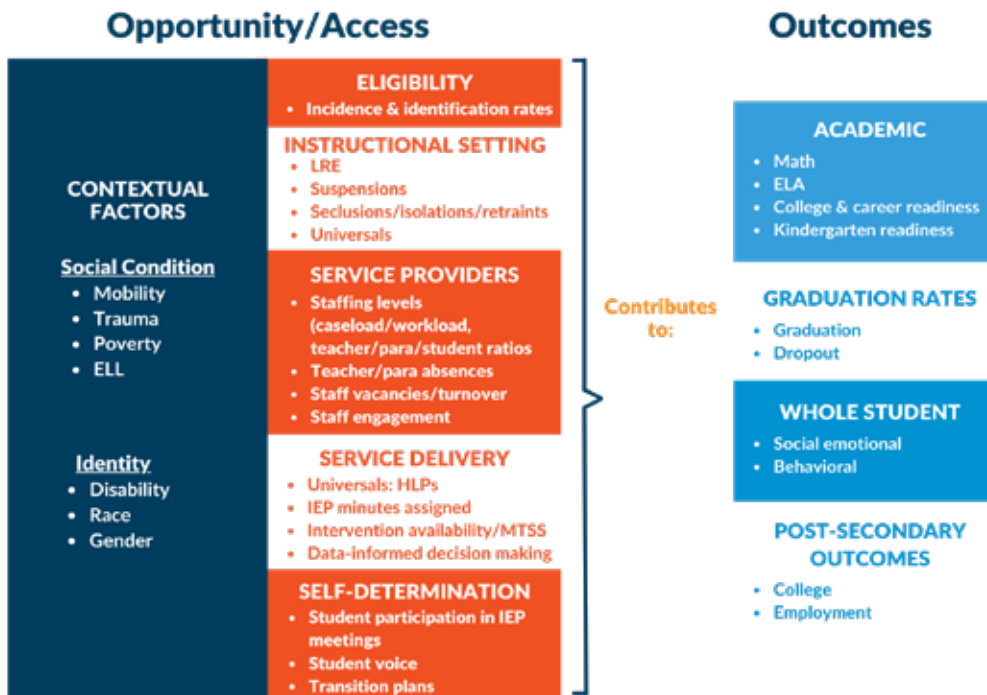 Opportunity/Access
Outcomes
CONTEXTUAL
FACTORS
Social Condition
• Mobility
• Trauma
• Poverty
• ELL
Identity
• Disability
• Race
• Gender
ELIGIBILITY
• Incidence & identification rates
INSTRUCTIONAL SETTING
• LRE
• Suspensions
• Seclusions/isolations/retraints
• Universals
SERVICE PROVIDERS
• Staffing levels
(caseload/workload,
teacher/para/student ratios
• Teacher/para absences
• Staff vacancies/turnover
• Staff engagement
SERVICE DELIVERY
• Universals: HLPs
• IEP minutes assigned
• Intervention availability/MTSS
• Data-informed decision making
SELF-DETERMINATION
• Student participation in IEP
meetings
• Student voice
• Transition plans
Contributes
to:
ACADEMIC
• Math
• ELA
• College & career readiness
• Kindergarten readiness
GRADUATION RATES
• Graduation
• Dropout
WHOLE STUDENT
• Social emotional
• Behavioral
POST-SECONDARY
OUTCOMES
• College
• Employment